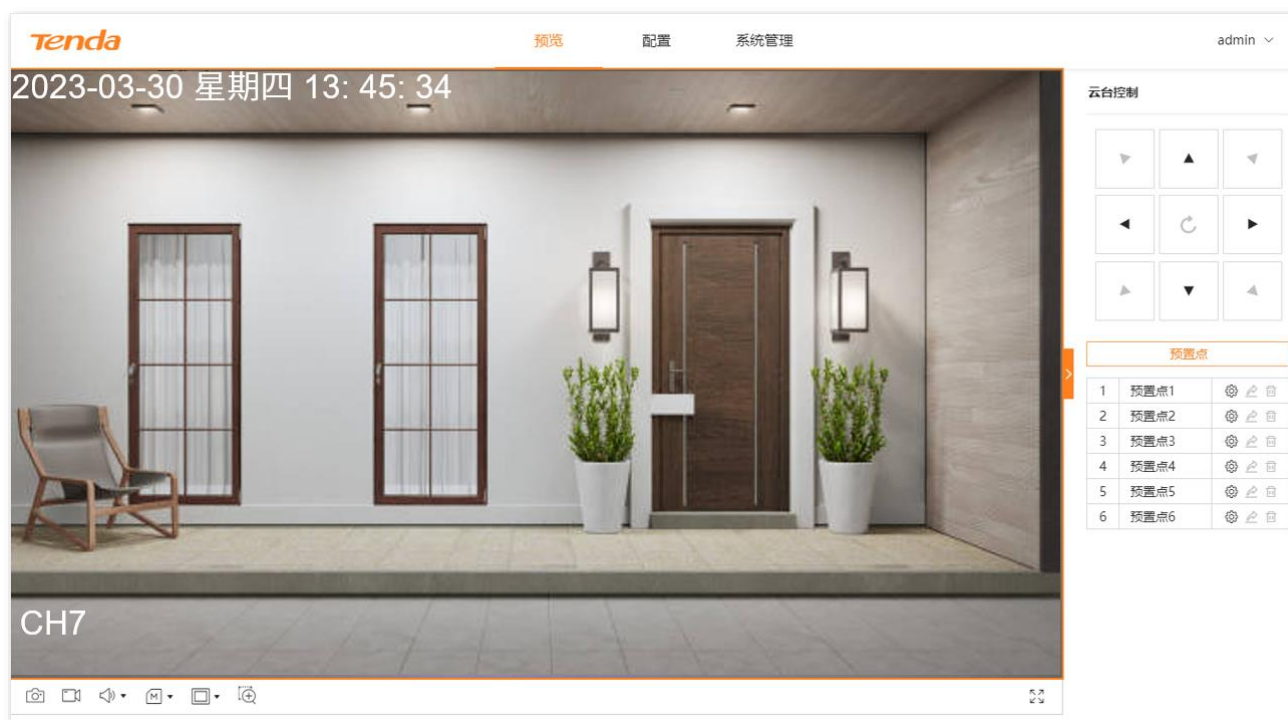 Tenda
预览 配置 系统管理 admin
2023-03-30 星期四 13: 45: 34
CH7
M
云台控制
预置点
1 预置点1
2 预置点2
3 预置点3
4 预置点4
5 预置点5
6 预置点6